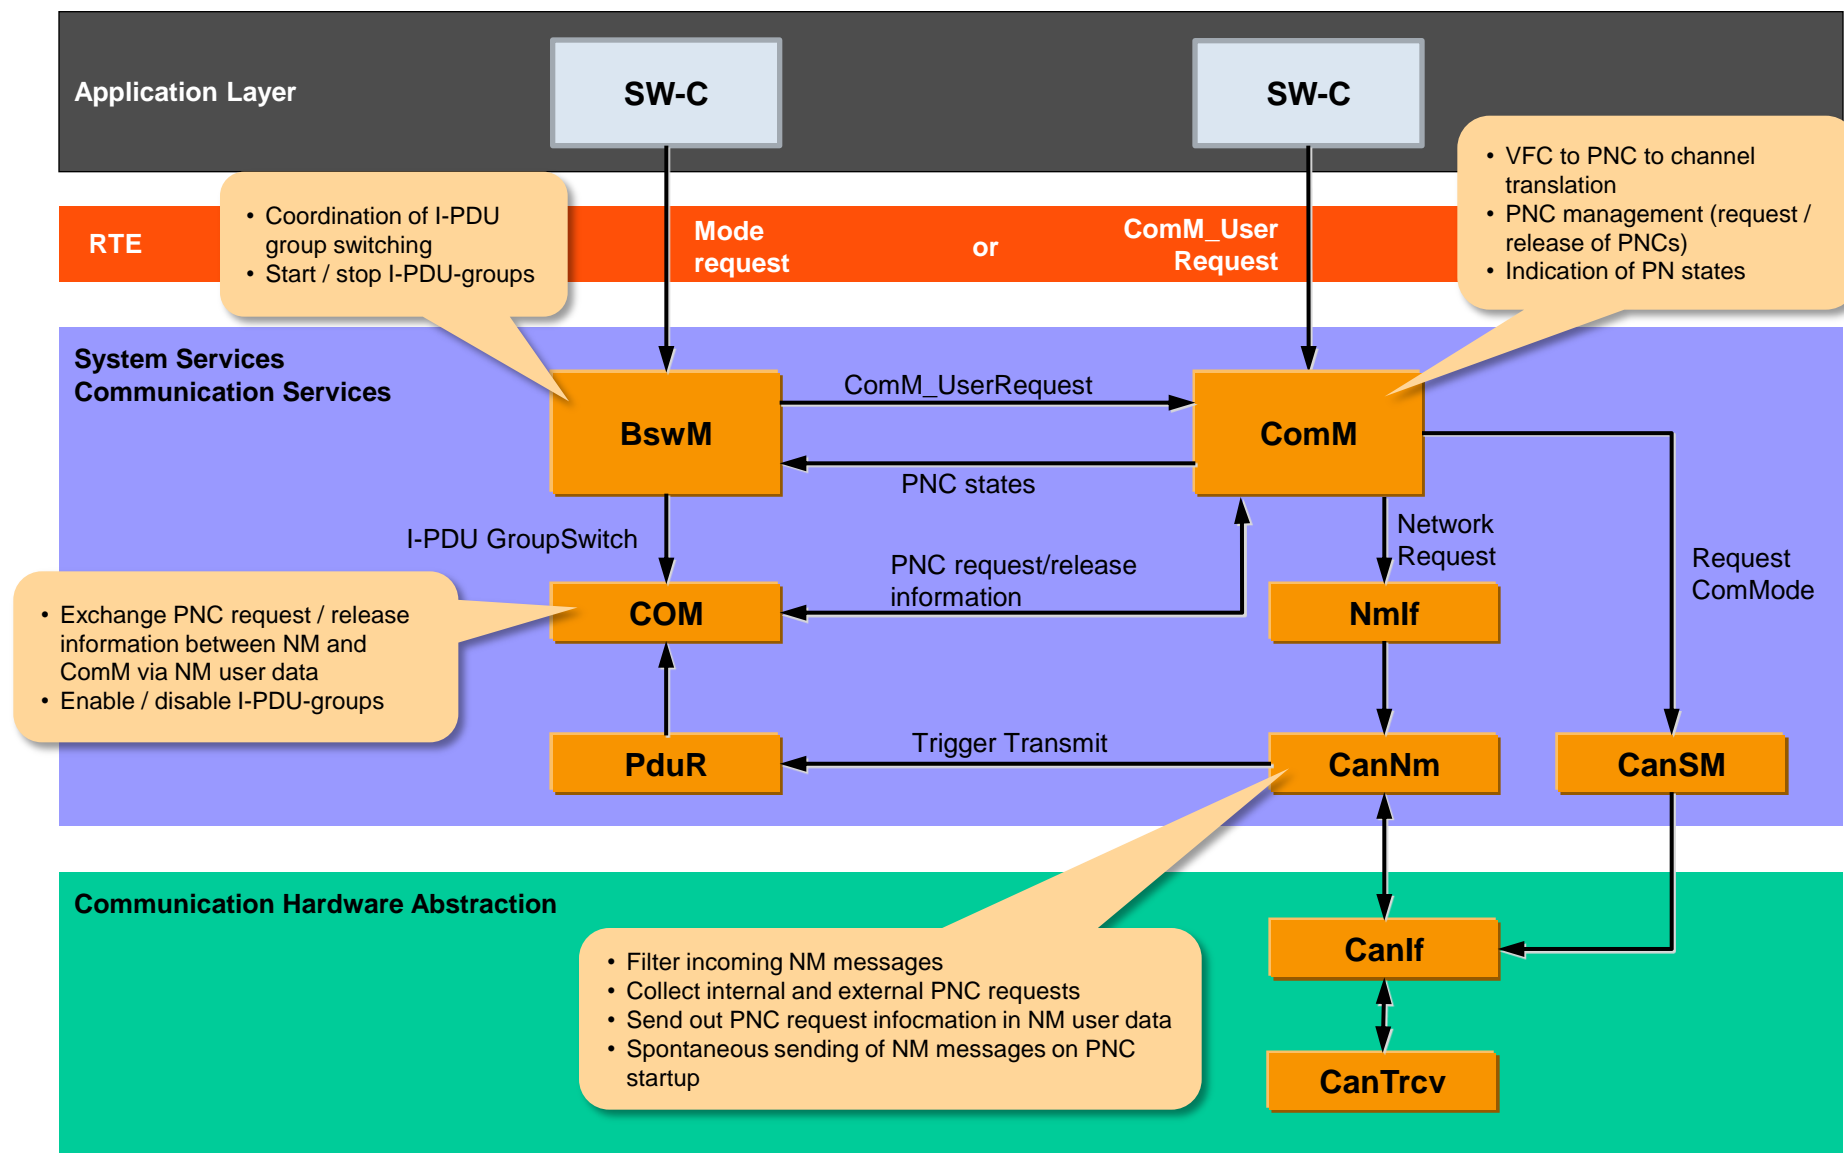 Application Layer
SW-C
SW-C
• VFC to PNC to channel
translation
• PNC management (request /
release of PNCs)
• Indication of PN states
RTE
• Coordination of I-PDU
group switching
• Start / stop I-PDU-groups
Mode
request
or
ComM_User
Request
System Services
Communication Services
BswM
ComM_UserRequest
ComM
PNC states
I-PDU GroupSwitch
PNC request/release
information
Network
Request
Request
ComMode
• Exchange PNC request / release
information between NM and
ComM via NM user data
• Enable / disable I-PDU-groups
COM
NmIf
PduR
Trigger Transmit
CanNm
CanSM
Communication Hardware Abstraction
• Filter incoming NM messages
• Collect internal and external PNC requests
• Send out PNC request infocmation in NM user data
• Spontaneous sending of NM messages on PNC
startup
CanIf
CanTrcv